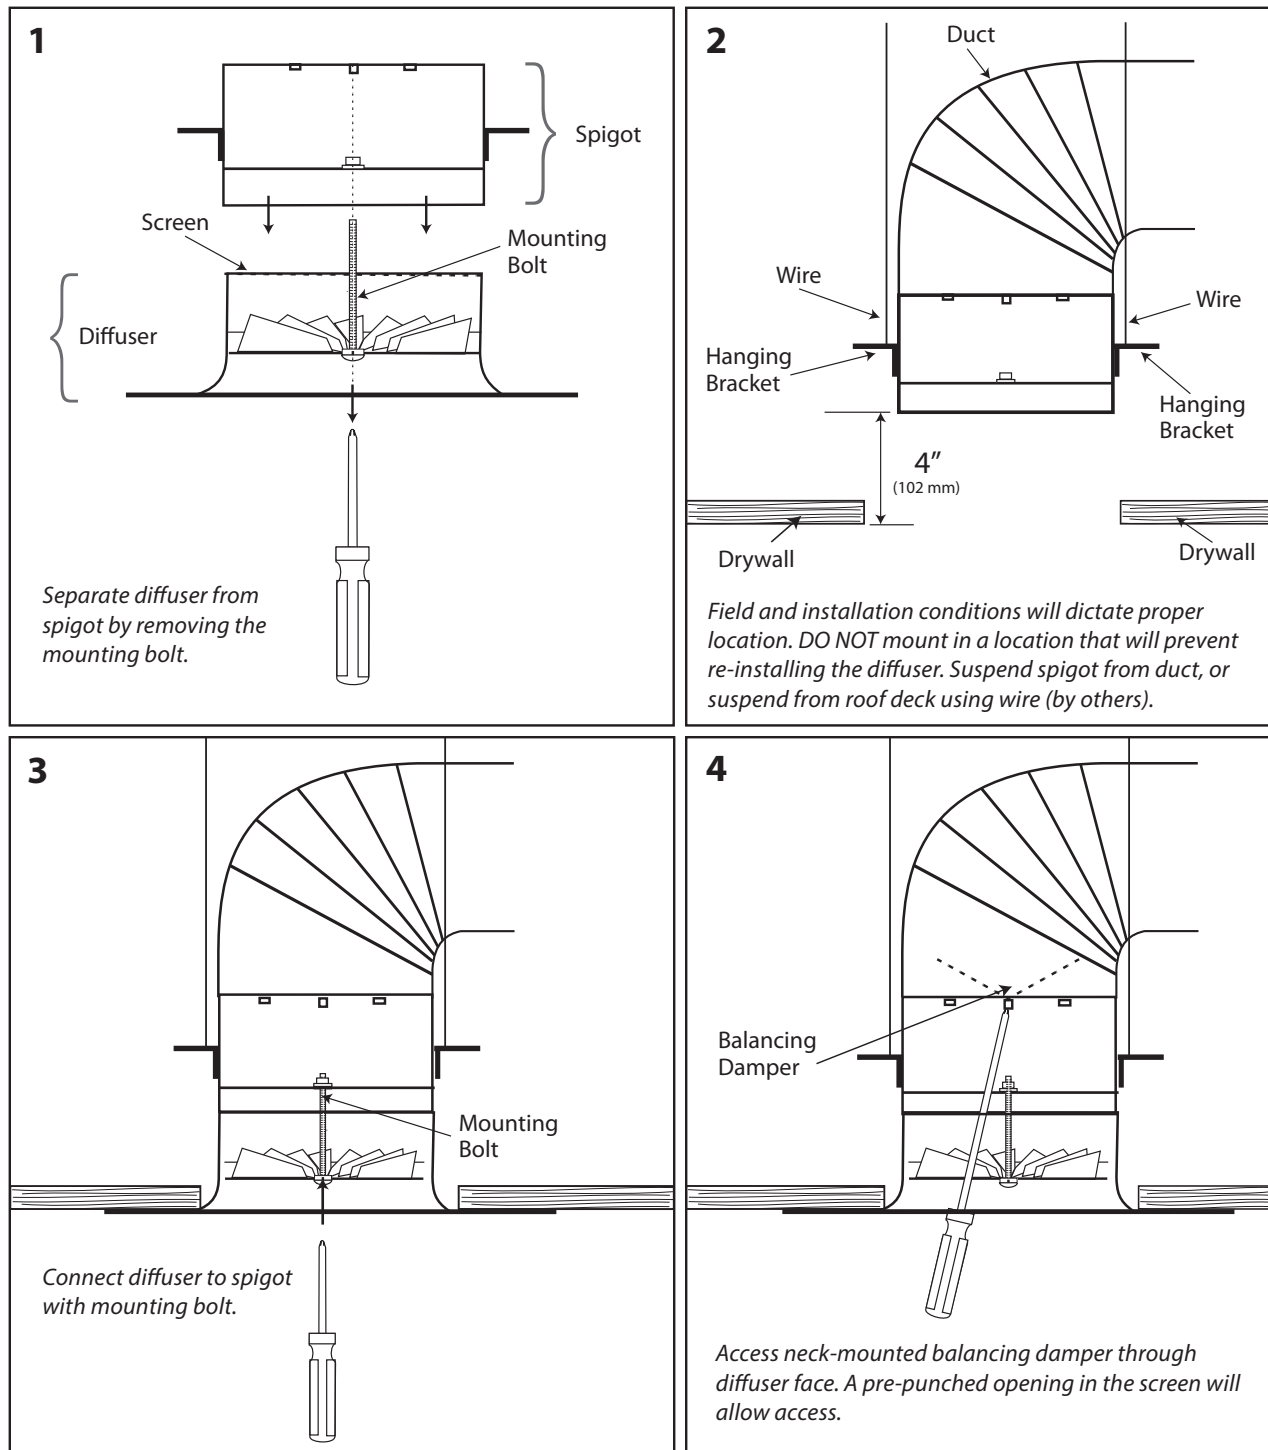 1
Spigot
Screen
Mounting
Bolt
Diffuser
Separate diffuser from
spigot by removing the
mounting bolt.
2
Duct
Wire
Wire
Hanging
Bracket
Hanging
Bracket
4”
(102 mm)
Drywall
Drywall
Field and installation conditions will dictate proper
location. DO NOT mount in a location that will prevent
re-installing the diffuser. Suspend spigot from duct, or
suspend from roof deck using wire (by others).
3
Mounting
Bolt
Connect diffuser to spigot
with mounting bolt.
4
Balancing
Damper
Access neck-mounted balancing damper through
diffuser face. A pre-punched opening in the screen will
allow access.